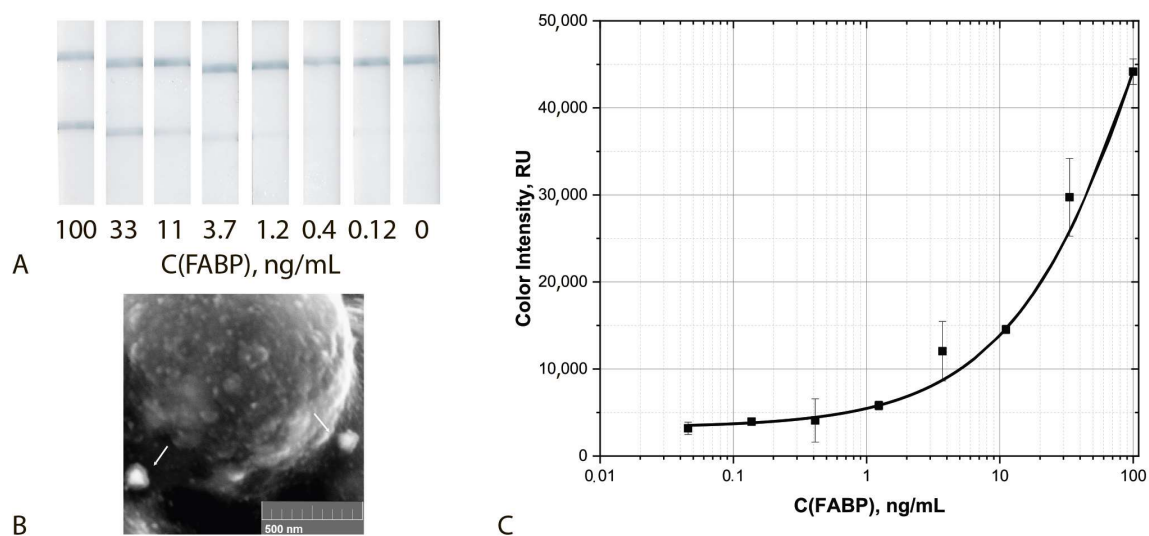 100 33 11 3.7 1.2 0.4 0.12 0
A
C(FABP), ng/mL
500 nm
B
50,000
40,000
30,000
20,000
10,000
0
Color Intensity, RU
0.01 0.1 1 10 100
C(FABP), ng/mL
C